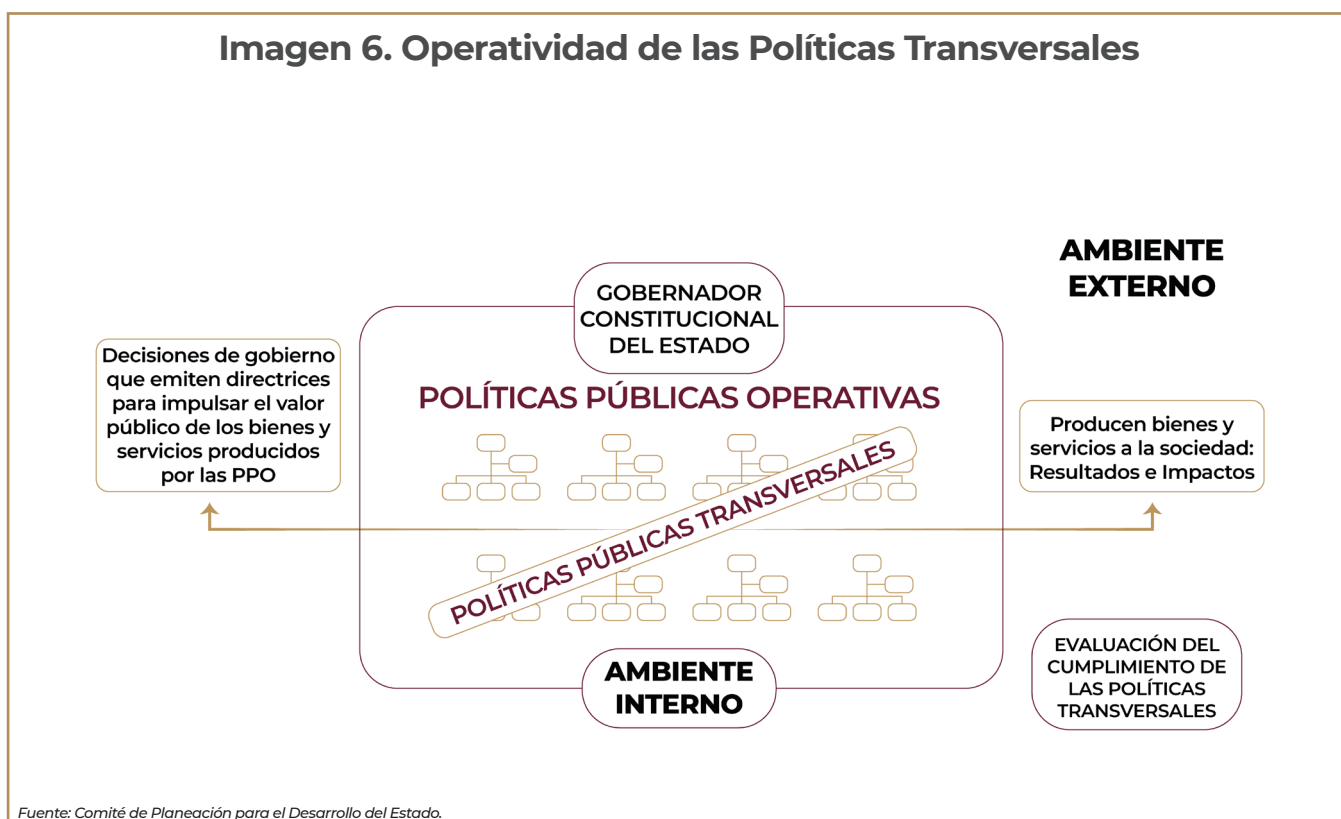 Imagen 6. Operatividad de las Políticas Transversales
AMBIENTE
EXTERNO
GOBERNADOR
CONSTITUCIONAL
DEL ESTADO
Decisiones de gobierno
que emiten directrices
para impulsar el valor
público de los bienes y
servicios producidos
por las PPO
POLÍTICAS PÚBLICAS OPERATIVAS
Producen bienes y
servicios a la sociedad:
Resultados e Impactos
POLÍTICAS PÚBLICAS TRANSVERSALES
AMBIENTE
INTERNO
EVALUACIÓN DEL
CUMPLIMIENTO DE
LAS POLÍTICAS
TRANSVERSALES
Fuente: Comité de Planeación para el Desarrollo del Estado.